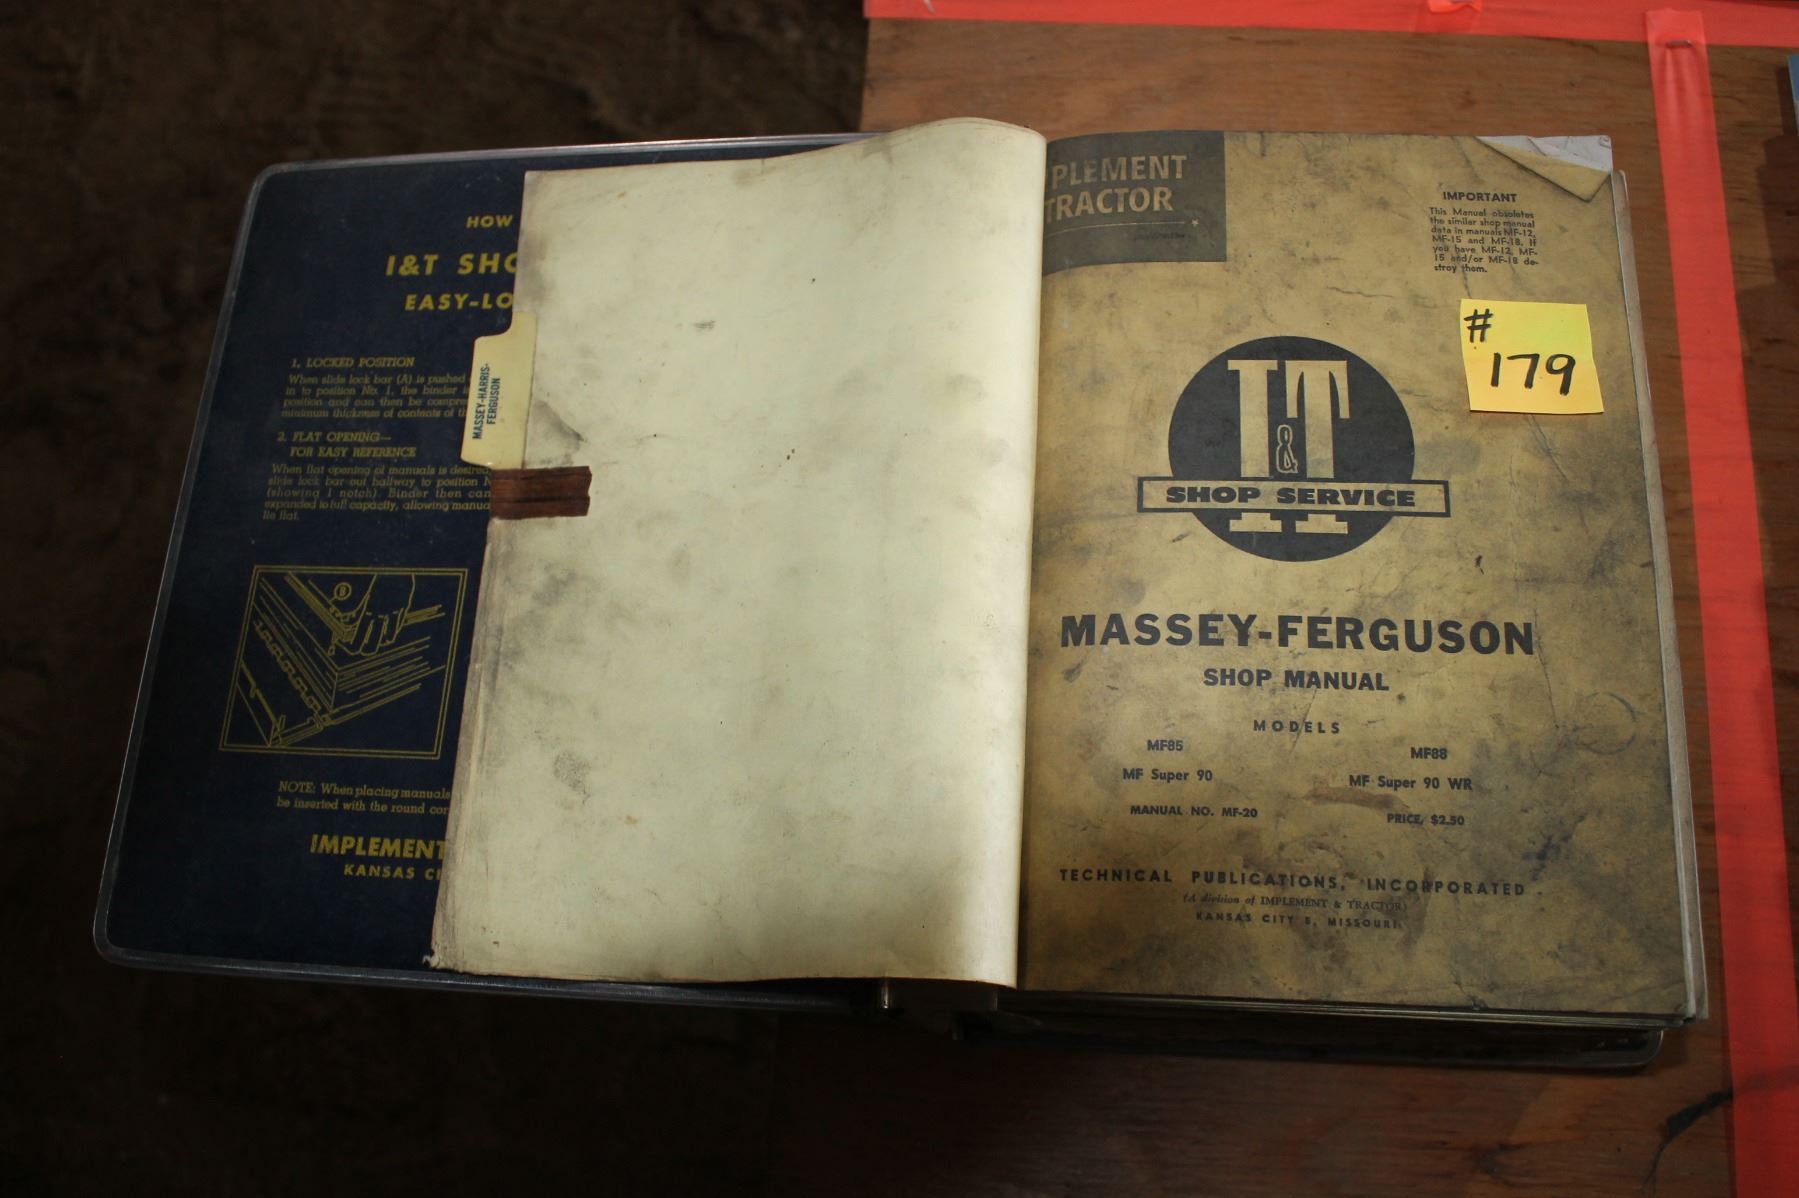 HOW
I&T SHO
EASY-LO
1. LOCKED POSITION
When slide lock bar (A) is pushed
in to position No. 1, the binder
position and can then be compre
minimum thickness of contents of th
2. FLAT OPENING—
FOR EASY REFERENCE
When flat opening of manuals is desired,
slide lock bar out halfway to position N
(showing 1 notch). Binder then can
expanded to full capacity, allowing manua
lie flat.
B
NOTE: When placing manuals
be inserted with the round cor
IMPLEMENT
KANSAS CI
MASSEY-HARRIS-
FERGUSON
PLEMENT
TRACTOR
IMPORTANT
This Manual obsoletes
the similar shop manual
data in manuals MF-12,
MF-15 and MF-18. If
you have MF-12, MF-
15 and/or MF-18 de-
stroy them.
#
179
I&T
SHOP SERVICE
MASSEY-FERGUSON
SHOP MANUAL
MODELS
MF85 MF88
MF Super 90 MF Super 90 WR
MANUAL NO. MF-20 PRICE, $2.50
TECHNICAL PUBLICATIONS, INCORPORATED
(A division of IMPLEMENT & TRACTOR)
KANSAS CITY 5, MISSOURI